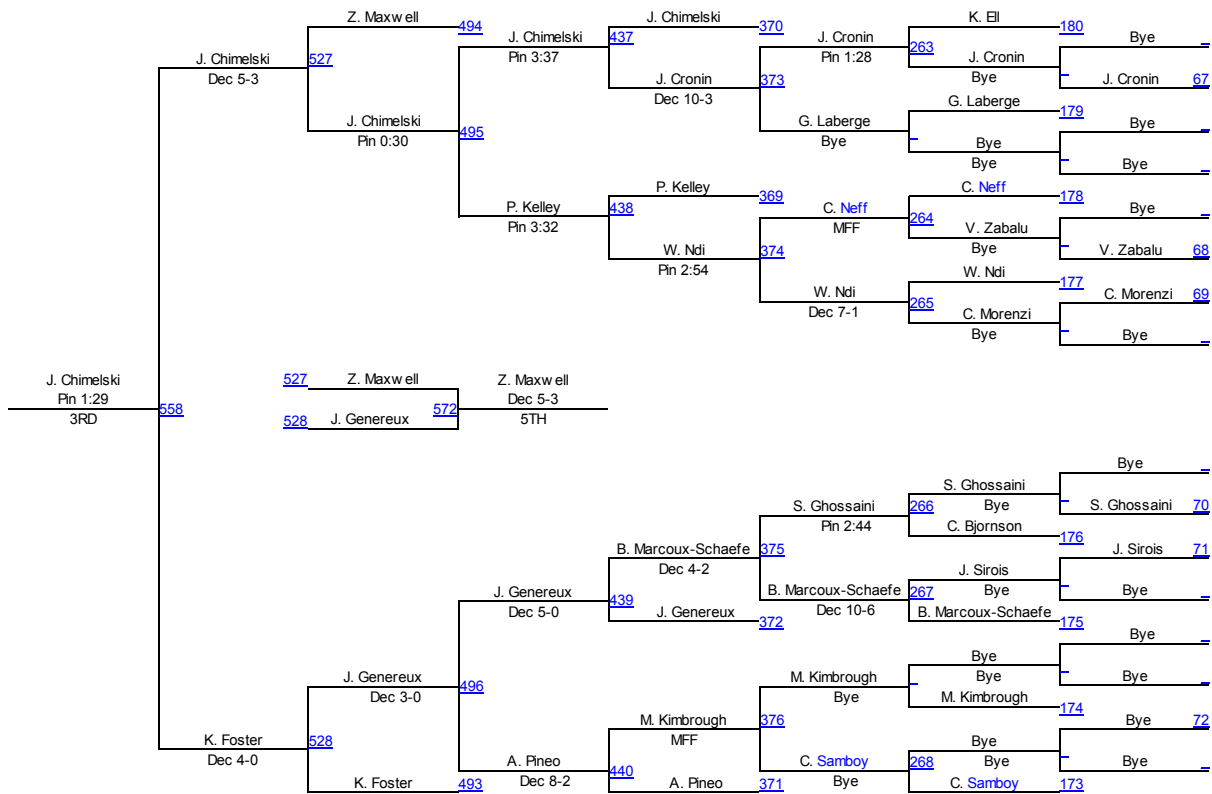 Z. Maxwell 494
J. Chimelski 370
K. Ell 180
J. Chimelski 437
J. Cronin
Bye
J. Chimelski 527
Pin 3:37
Pin 1:28 263
J. Cronin
Dec 5-3
J. Cronin 373
Bye
J. Cronin 67
Dec 10-3
G. Laberge 179
J. Chimelski 495
G. Laberge
Bye
Pin 0:30
Bye
Bye
Bye
Bye
P. Kelley 369
C. Neff 178
P. Kelley 438
C. Neff 264
Bye
Pin 3:32
MFF
V. Zabalu
W. Ndi 374
Bye
V. Zabalu 68
Pin 2:54
W. Ndi 177
W. Ndi 265
C. Morenzi 69
Dec 7-1
C. Morenzi
Bye
Bye
J. Chimelski
527 Z. Maxwell
Z. Maxwell
Pin 1:29
Dec 5-3
558
572
3RD
528 J. Genereux
5TH
Bye
S. Ghossaini
S. Ghossaini 266
Bye
S. Ghossaini 70
Pin 2:44
C. Bjornson 176
B. Marcoux-Schaefe 375
J. Sirois 71
Dec 4-2
J. Sirois
J. Genereux 439
B. Marcoux-Schaefe 267
Bye
Bye
Dec 5-0
J. Genereux 372
Dec 10-6
B. Marcoux-Schaefe 175
Bye
Bye
J. Genereux 496
M. Kimbrough
Bye
Bye
Dec 3-0
Bye
M. Kimbrough 174
M. Kimbrough 376
Bye 72
K. Foster 528
MFF
Bye
Dec 4-0
A. Pineo 440
C. Samboy 268
Bye
Bye
K. Foster 493
Dec 8-2
A. Pineo 371
Bye
C. Samboy 173